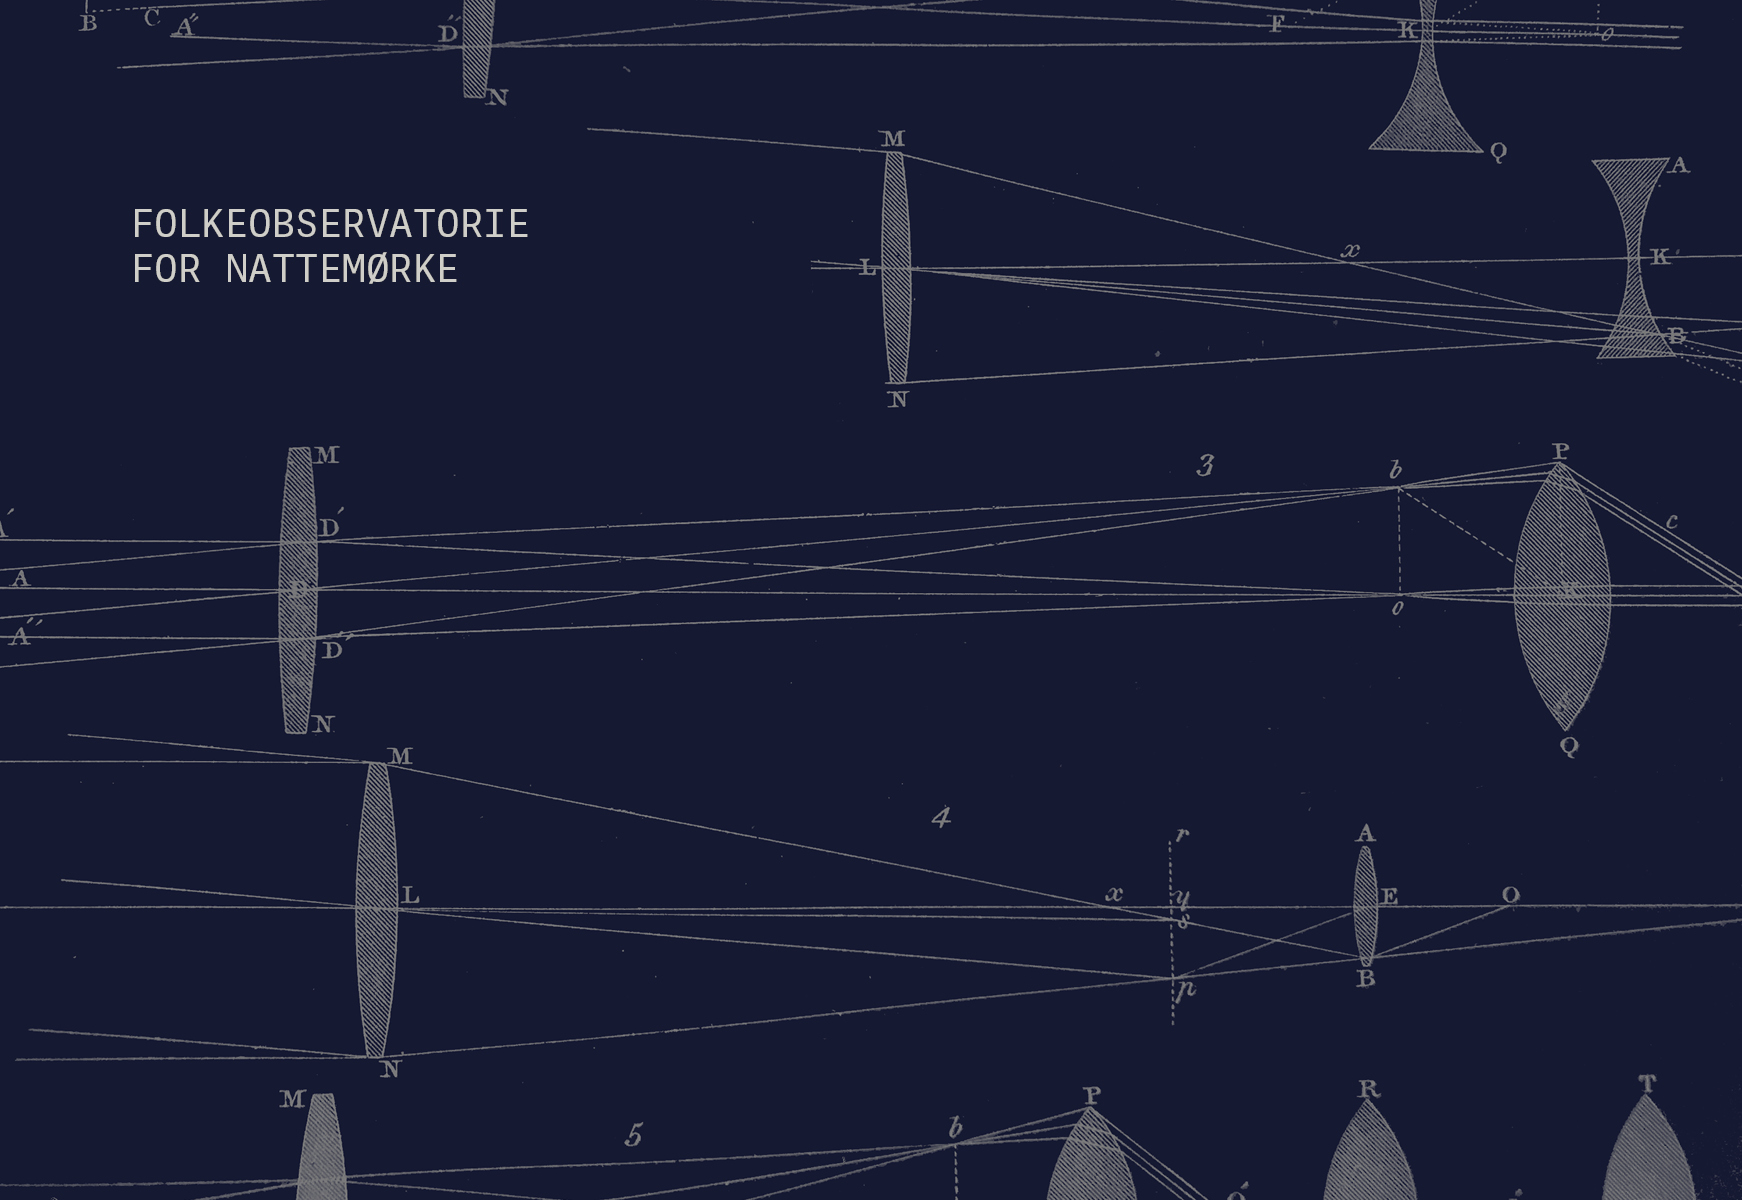 B C A″ D″ F K o
N
Q
M
A
FOLKEOBSERVATORIE
FOR NATTEMØRKE
L x K
B
N
M 3 b P
A′ D′ c
A D K
o
A″ D″
N
Q
M
4 r A
L x y E O
s
p B
N
M P R T
5 b